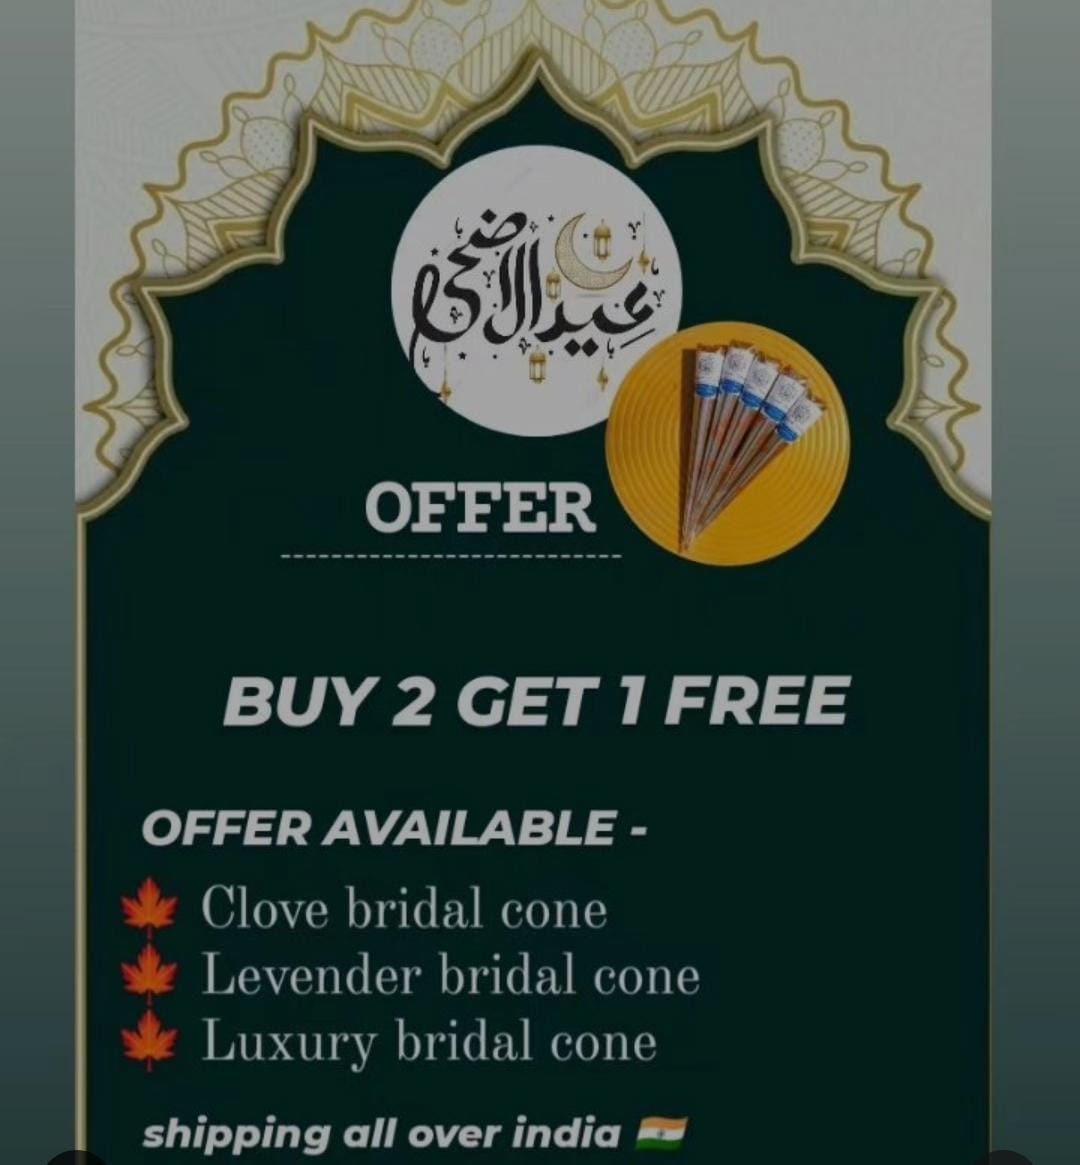 عيد الاضحى
OFFER
BUY 2 GET 1 FREE
OFFER AVAILABLE -
🍁 Clove bridal cone
🍁 Levender bridal cone
🍁 Luxury bridal cone
shipping all over india 🇮🇳